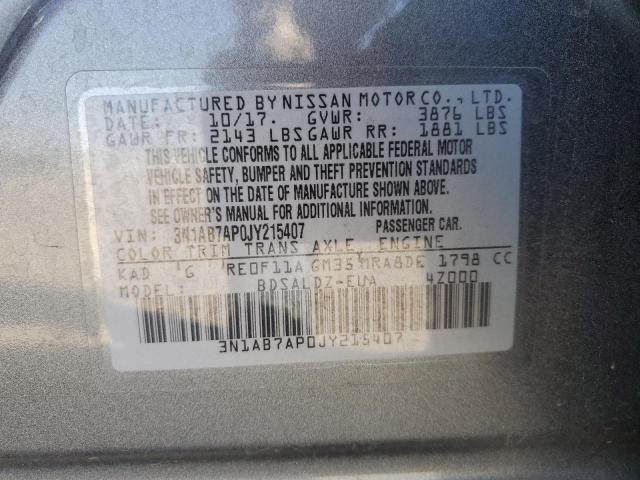 MANUFACTURED BY NISSAN MOTOR CO., LTD.
DATE: 10/17. GVWR: 3876 LBS
GAWR FR: 2143 LBS GAWR RR: 1881 LBS
THIS VEHICLE CONFORMS TO ALL APPLICABLE FEDERAL MOTOR
VEHICLE SAFETY, BUMPER AND THEFT PREVENTION STANDARDS
IN EFFECT ON THE DATE OF MANUFACTURE SHOWN ABOVE.
SEE OWNER'S MANUAL FOR ADDITIONAL INFORMATION.
VIN: 3N1AB7AP0JY215407 PASSENGER CAR.
COLOR TRIM TRANS AXLE ENGINE
KAD G RE0F11A GM35 MRA8DE 1798 CC
MODEL: BDSALDZ-EUA 4Z000
3N1AB7AP0JY215407